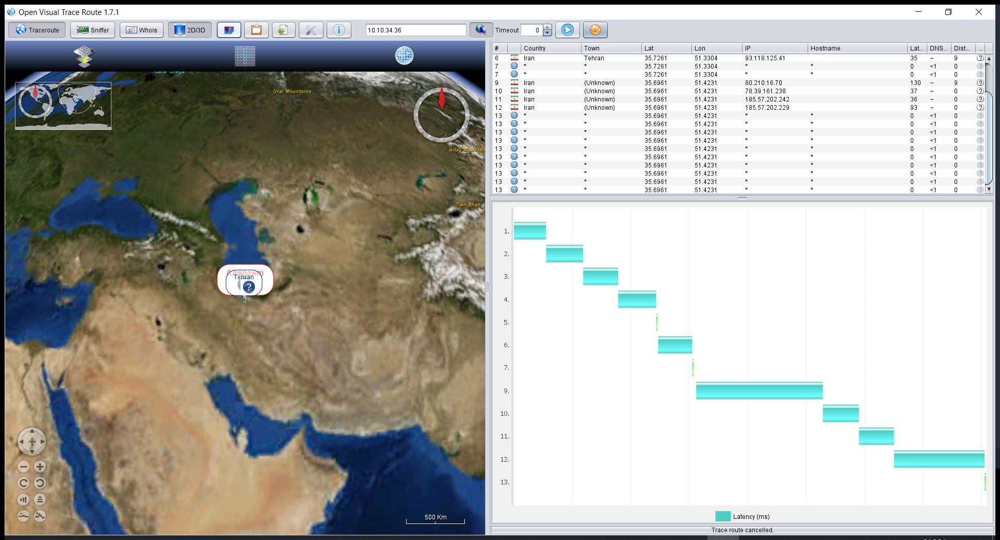 Open Visual Trace Route 1.7.1
Traceroute Sniffer Whois 2D/3D 10.10.34.36 Timeout 0
# Country Town Lat Lon IP Hostname Lat... DNS... Dist... ...
6 Iran Tehran 35.7261 51.3304 93.118.125.41 35 ~ 9
7 * * 35.7261 51.3304 * * 0 <1 0
7 * * 35.7261 51.3304 * * 0 <1 0
9 Iran (Unknown) 35.6961 51.4231 80.210.16.70 130 ~ 9
10 Iran (Unknown) 35.6961 51.4231 78.39.161.238 37 ~ 0
11 Iran (Unknown) 35.6961 51.4231 185.57.202.242 36 ~ 0
12 Iran (Unknown) 35.6961 51.4231 185.57.202.229 93 ~ 0
13 * * 35.6961 51.4231 * * 0 <1 0
13 * * 35.6961 51.4231 * * 0 <1 0
13 * * 35.6961 51.4231 * * 0 <1 0
13 * * 35.6961 51.4231 * * 0 <1 0
13 * * 35.6961 51.4231 * * 0 <1 0
13 * * 35.6961 51.4231 * * 0 <1 0
13 * * 35.6961 51.4231 * * 0 <1 0
13 * * 35.6961 51.4231 * * 0 <1 0
13 * * 35.6961 51.4231 * * 0 <1 0
13 * * 35.6961 51.4231 * * 0 <1 0
Lake Onega
Ural Mountains
Altay Mountain
Tien Shan
(Unknown)
Tehran
500 Km
1.
2.
3.
4.
5.
6.
7.
9.
10.
11.
12.
13.
Latency (ms)
Trace route cancelled.